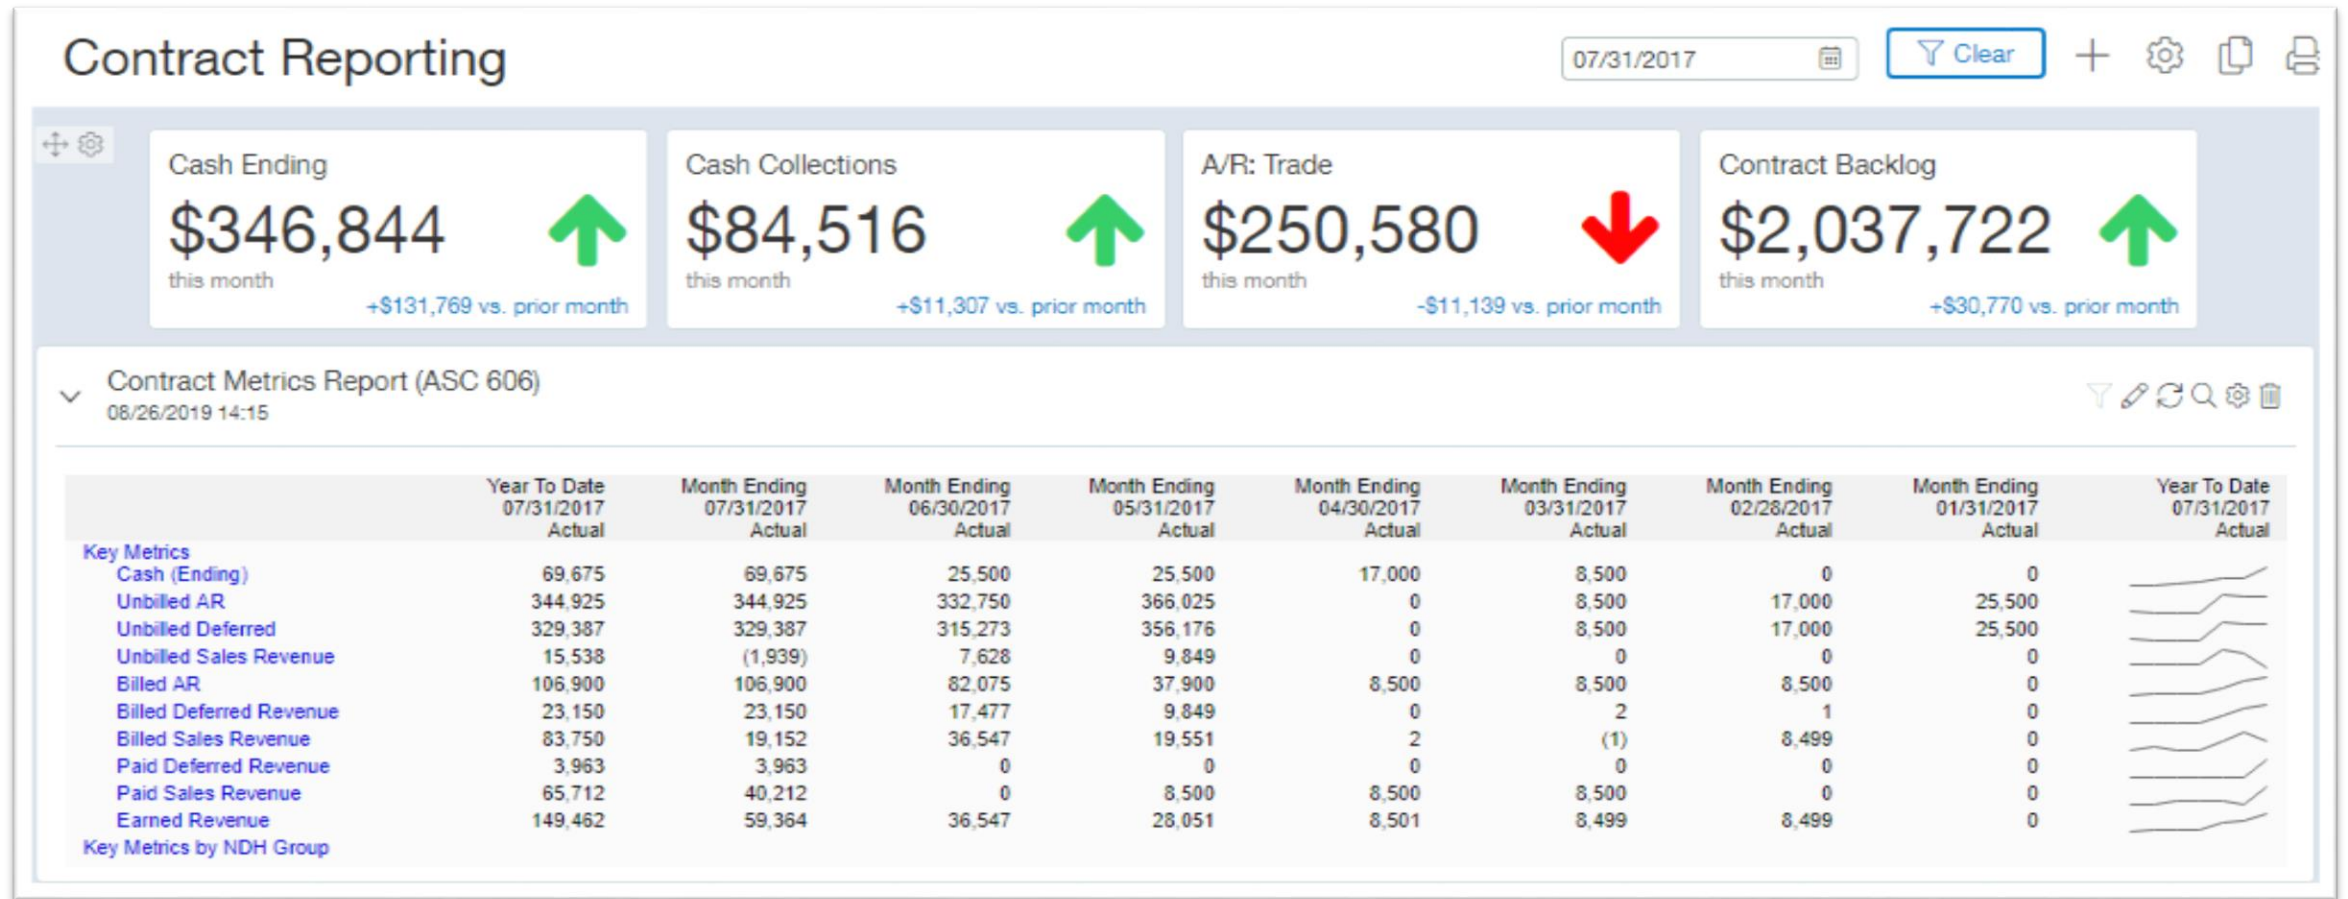 Contract Reporting
07/31/2017
Clear
Cash Ending
$346,844
this month
+$131,769 vs. prior month
Cash Collections
$84,516
this month
+$11,307 vs. prior month
A/R: Trade
$250,580
this month
-$11,139 vs. prior month
Contract Backlog
$2,037,722
this month
+$30,770 vs. prior month
Contract Metrics Report (ASC 606)
08/26/2019 14:15
Year To Date Month Ending Month Ending Month Ending Month Ending Month Ending Month Ending Month Ending Year To Date
07/31/2017 07/31/2017 06/30/2017 05/31/2017 04/30/2017 03/31/2017 02/28/2017 01/31/2017 07/31/2017
Actual Actual Actual Actual Actual Actual Actual Actual Actual
Key Metrics
Cash (Ending) 69,675 69,675 25,500 25,500 17,000 8,500 0 0
Unbilled AR 344,925 344,925 332,750 366,025 0 8,500 17,000 25,500
Unbilled Deferred 329,387 329,387 315,273 356,176 0 8,500 17,000 25,500
Unbilled Sales Revenue 15,538 (1,939) 7,628 9,849 0 0 0 0
Billed AR 106,900 106,900 82,075 37,900 8,500 8,500 8,500 0
Billed Deferred Revenue 23,150 23,150 17,477 9,849 0 2 1 0
Billed Sales Revenue 83,750 19,152 36,547 19,551 2 (1) 8,499 0
Paid Deferred Revenue 3,963 3,963 0 0 0 0 0 0
Paid Sales Revenue 65,712 40,212 0 8,500 8,500 8,500 0 0
Earned Revenue 149,462 59,364 36,547 28,051 8,501 8,499 8,499 0
Key Metrics by NDH Group